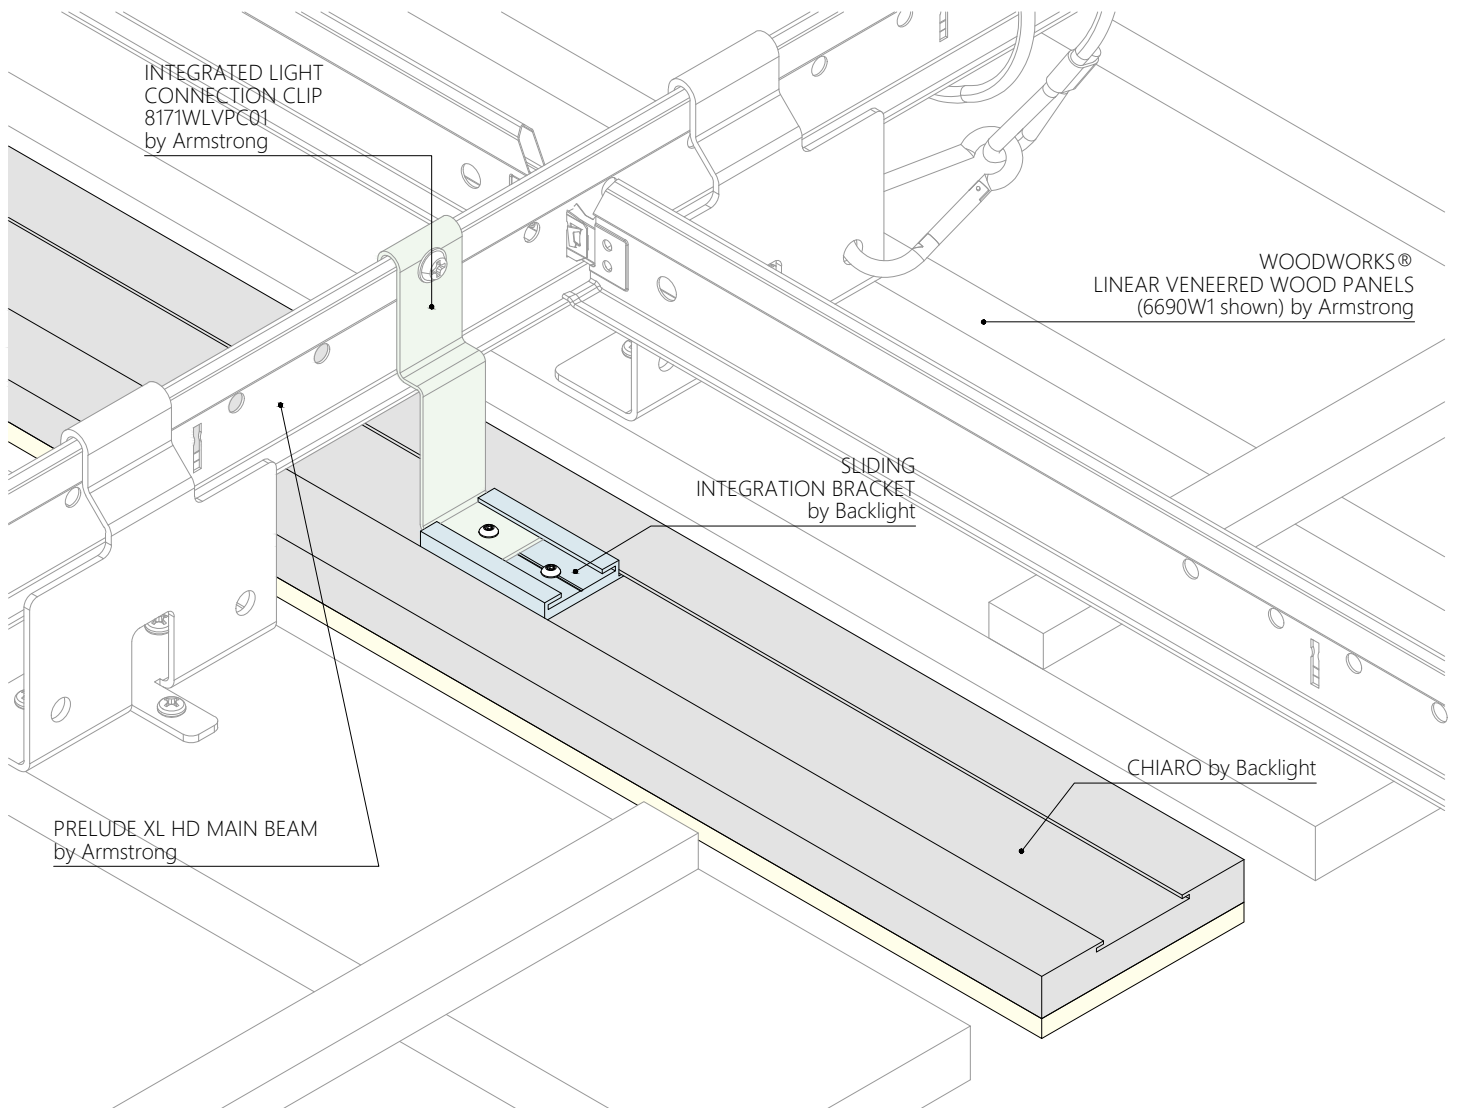 INTEGRATED LIGHT
CONNECTION CLIP
8171WLVPC01
by Armstrong
WOODWORKS®
LINEAR VENEERED WOOD PANELS
(6690W1 shown) by Armstrong
SLIDING
INTEGRATION BRACKET
by Backlight
CHIARO by Backlight
PRELUDE XL HD MAIN BEAM
by Armstrong